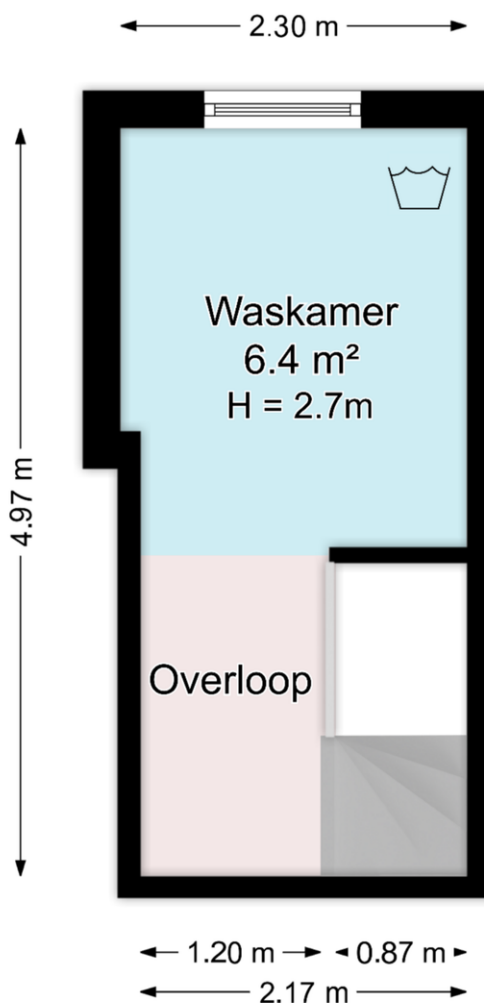 2.30 m
Waskamer
6.4 m²
H = 2.7m
4.97 m
Overloop
1.20 m
0.87 m
2.17 m